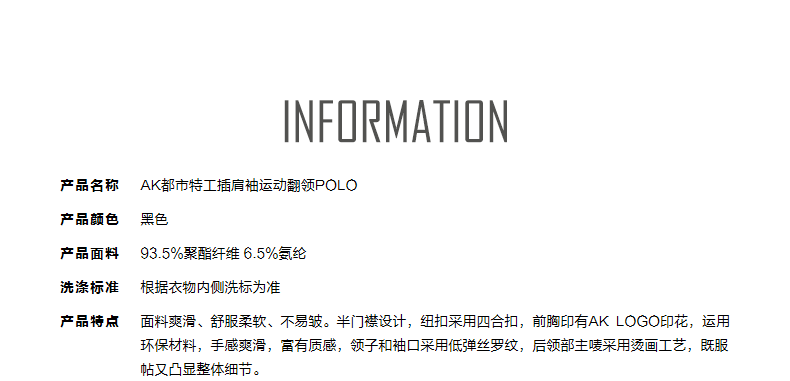 INFORMATION
产品名称 AK都市特工插肩袖运动翻领POLO
产品颜色 黑色
产品面料 93.5%聚酯纤维 6.5%氨纶
洗涤标准 根据衣物内侧洗标为准
产品特点 面料爽滑、舒服柔软、不易皱。半门襟设计，纽扣采用四合扣，前胸印有AK LOGO印花，运用
环保材料，手感爽滑，富有质感，领子和袖口采用低弹丝罗纹，后领部主唛采用烫画工艺，既服
帖又凸显整体细节。